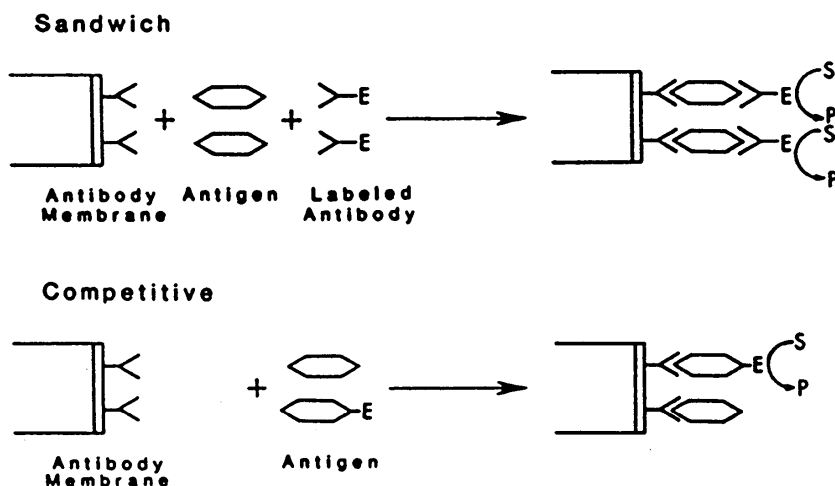 Sandwich
+ + E S
E P
S
E P
Antibody Membrane Antigen Labeled Antibody
Competitive
+ E S
E P
Antibody Membrane Antigen